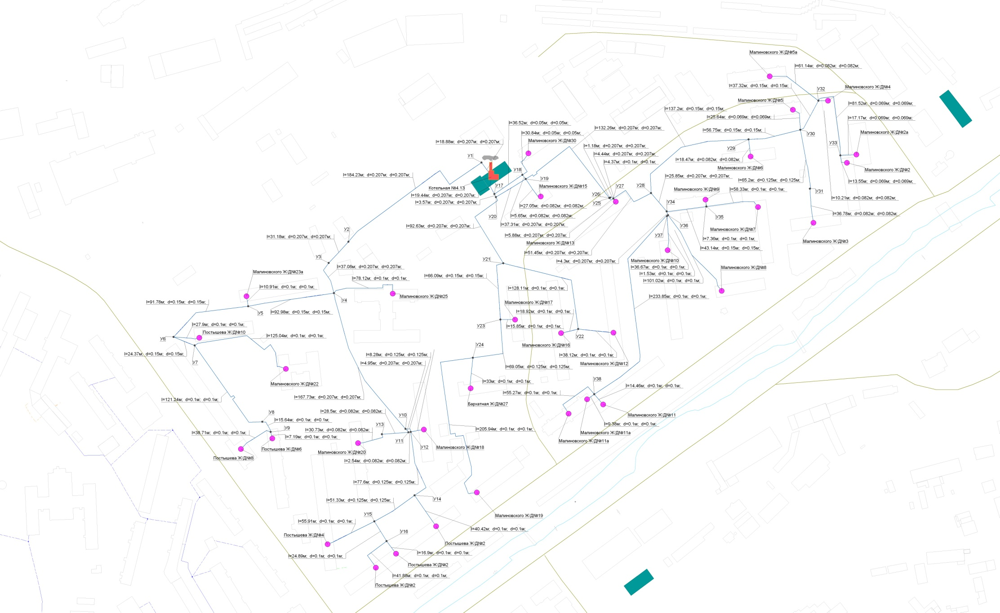 Малиновского Ж/Д№5а
l=61.14м; d=0.082м; d=0.082м;
l=37.32м; d=0.15м; d=0.15м;
У32
Малиновского Ж/Д№4
Малиновского Ж/Д№5
l=81.52м; d=0.069м; d=0.069м;
l=137.2м; d=0.15м; d=0.15м;
l=25.64м; d=0.069м; d=0.069м;
l=17.17м; d=0.069м; d=0.069м;
l=36.52м; d=0.05м; d=0.05м;
l=132.26м; d=0.207м; d=0.207м;
l=56.75м; d=0.15м; d=0.15м;
l=30.84м; d=0.05м; d=0.05м;
У30
Малиновского Ж/Д№2а
l=18.88м; d=0.207м; d=0.207м;
Малиновского Ж/Д№30
l=1.18м; d=0.207м; d=0.207м;
У29
У33
l=4.44м; d=0.207м; d=0.207м;
У1
l=4.37м; d=0.1м; d=0.1м;
l=18.47м; d=0.082м; d=0.082м;
Малиновского Ж/Д№6
Малиновского Ж/Д№2
У18
l=184.23м; d=0.207м; d=0.207м;
l=25.85м; d=0.207м; d=0.207м;
l=65.2м; d=0.125м; d=0.125м;
l=13.55м; d=0.069м; d=0.069м;
У19
Котельная №4.13
У17
Малиновского Ж/Д№15
У27
У28
Малиновского Ж/Д№9
l=58.33м; d=0.1м; d=0.1м;
У31
l=19.44м; d=0.207м; d=0.207м;
У26
l=10.21м; d=0.082м; d=0.082м;
l=3.57м; d=0.207м; d=0.207м;
У25
У34
l=27.05м; d=0.082м; d=0.082м;
l=36.78м; d=0.082м; d=0.082м;
У20
l=5.65м; d=0.082м; d=0.082м;
У35
l=37.31м; d=0.207м; d=0.207м;
У36
l=92.63м; d=0.207м; d=0.207м;
У2
Малиновского Ж/Д№7
l=31.18м; d=0.207м; d=0.207м;
l=5.88м; d=0.207м; d=0.207м;
У37
l=7.36м; d=0.1м; d=0.1м;
Малиновского Ж/Д№3
Малиновского Ж/Д№13
l=43.14м; d=0.15м; d=0.15м;
l=51.45м; d=0.207м; d=0.207м;
У3
У21
l=4.3м; d=0.207м; d=0.207м;
Малиновского Ж/Д№10
l=37.08м; d=0.207м; d=0.207м;
l=36.67м; d=0.1м; d=0.1м;
Малиновского Ж/Д№8
Малиновского Ж/Д№23а
l=1.53м; d=0.1м; d=0.1м;
l=66.09м; d=0.15м; d=0.15м;
l=78.12м; d=0.1м; d=0.1м;
l=101.02м; d=0.1м; d=0.1м;
l=10.91м; d=0.1м; d=0.1м;
l=128.11м; d=0.1м; d=0.1м;
Малиновского Ж/Д№25
l=233.85м; d=0.1м; d=0.1м;
У4
l=91.78м; d=0.15м; d=0.15м;
Малиновского Ж/Д№17
У5
l=92.98м; d=0.15м; d=0.15м;
l=18.92м; d=0.1м; d=0.1м;
l=27.9м; d=0.1м; d=0.1м;
У23
l=15.85м; d=0.1м; d=0.1м;
Постышева Ж/Д№10
l=125.04м; d=0.1м; d=0.1м;
У6
У22
У24
Малиновского Ж/Д№16
l=24.37м; d=0.15м; d=0.15м;
l=8.28м; d=0.125м; d=0.125м;
l=38.12м; d=0.1м; d=0.1м;
У7
l=4.95м; d=0.207м; d=0.207м;
Малиновского Ж/Д№12
l=69.05м; d=0.125м; d=0.125м;
У38
l=33м; d=0.1м; d=0.1м;
Малиновского Ж/Д№22
l=14.46м; d=0.1м; d=0.1м;
l=55.27м; d=0.1м; d=0.1м;
l=167.73м; d=0.207м; d=0.207м;
l=121.24м; d=0.1м; d=0.1м;
Бархатная Ж/Д№27
l=28.5м; d=0.082м; d=0.082м;
У8
У10
Малиновского Ж/Д№11
l=15.64м; d=0.1м; d=0.1м;
У13
l=9.38м; d=0.1м; d=0.1м;
У9
l=30.73м; d=0.082м; d=0.082м;
l=205.94м; d=0.1м; d=0.1м;
l=38.71м; d=0.1м; d=0.1м;
Малиновского Ж/Д№11а
l=7.19м; d=0.1м; d=0.1м;
У11
Малиновского Ж/Д№11а
Постышева Ж/Д№6
У12
Малиновского Ж/Д№18
Малиновского Ж/Д№20
Постышева Ж/Д№8
l=2.54м; d=0.082м; d=0.082м;
l=77.6м; d=0.125м; d=0.125м;
l=51.33м; d=0.125м; d=0.125м;
У14
У15
Малиновского Ж/Д№19
l=55.91м; d=0.1м; d=0.1м;
l=40.42м; d=0.1м; d=0.1м;
У16
Постышева Ж/Д№4
Постышева Ж/Д№2
l=16.9м; d=0.1м; d=0.1м;
l=24.89м; d=0.1м; d=0.1м;
Постышева Ж/Д№2
l=41.88м; d=0.1м; d=0.1м;
Постышева Ж/Д№2